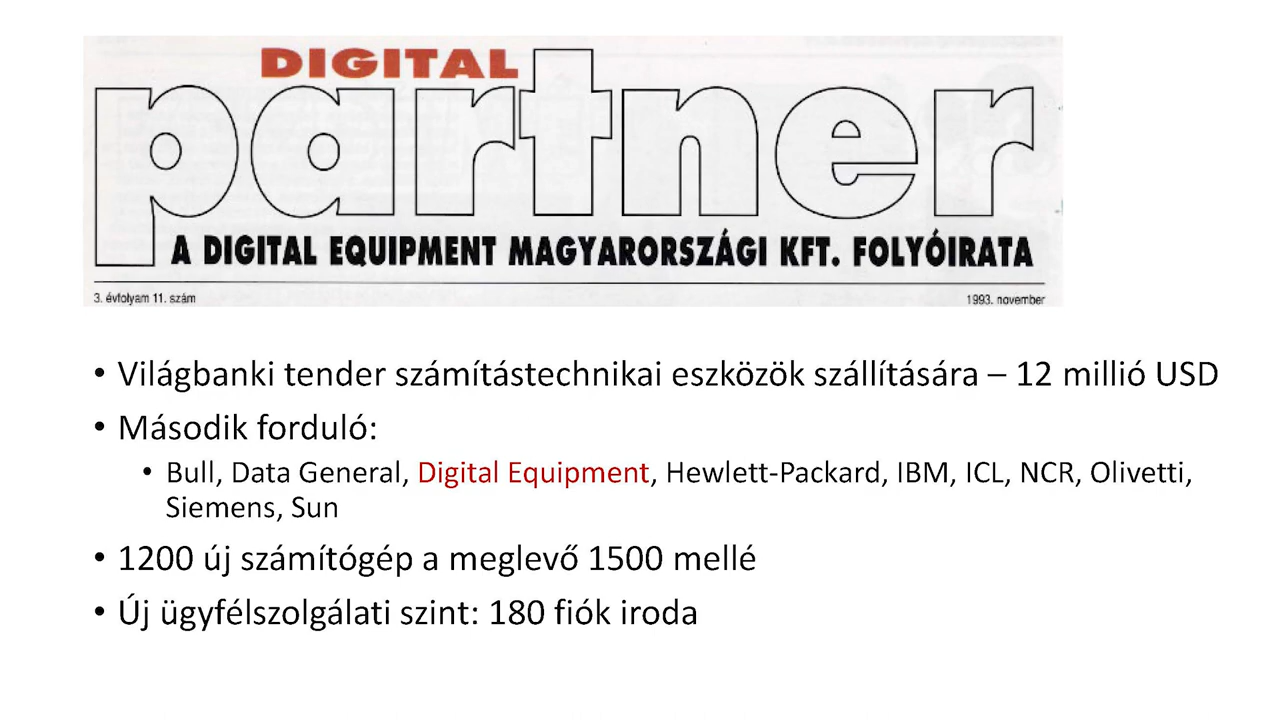 DIGITAL
partner
A DIGITAL EQUIPMENT MAGYARORSZÁGI KFT. FOLYÓIRATA
3. évfolyam 11. szám
1993. november
• Világbanki tender számítástechnikai eszközök szállítására – 12 millió USD
• Második forduló:
• Bull, Data General, Digital Equipment, Hewlett-Packard, IBM, ICL, NCR, Olivetti,
Siemens, Sun
• 1200 új számítógép a meglevő 1500 mellé
• Új ügyfélszolgálati szint: 180 fiók iroda